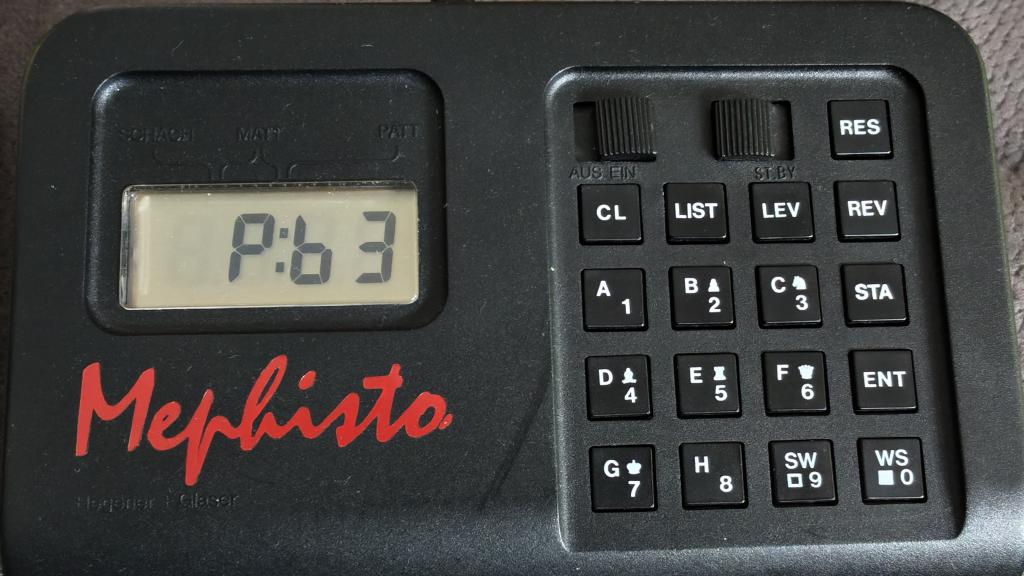 SCHACH MATT PATT
P:b 3
Mephisto
Hegener + Glaser
RES
AUS EIN ST.BY
CL LIST LEV REV
A 1 B 2 C 3 STA
D 4 E 5 F 6 ENT
G 7 H 8 SW 9 WS 0